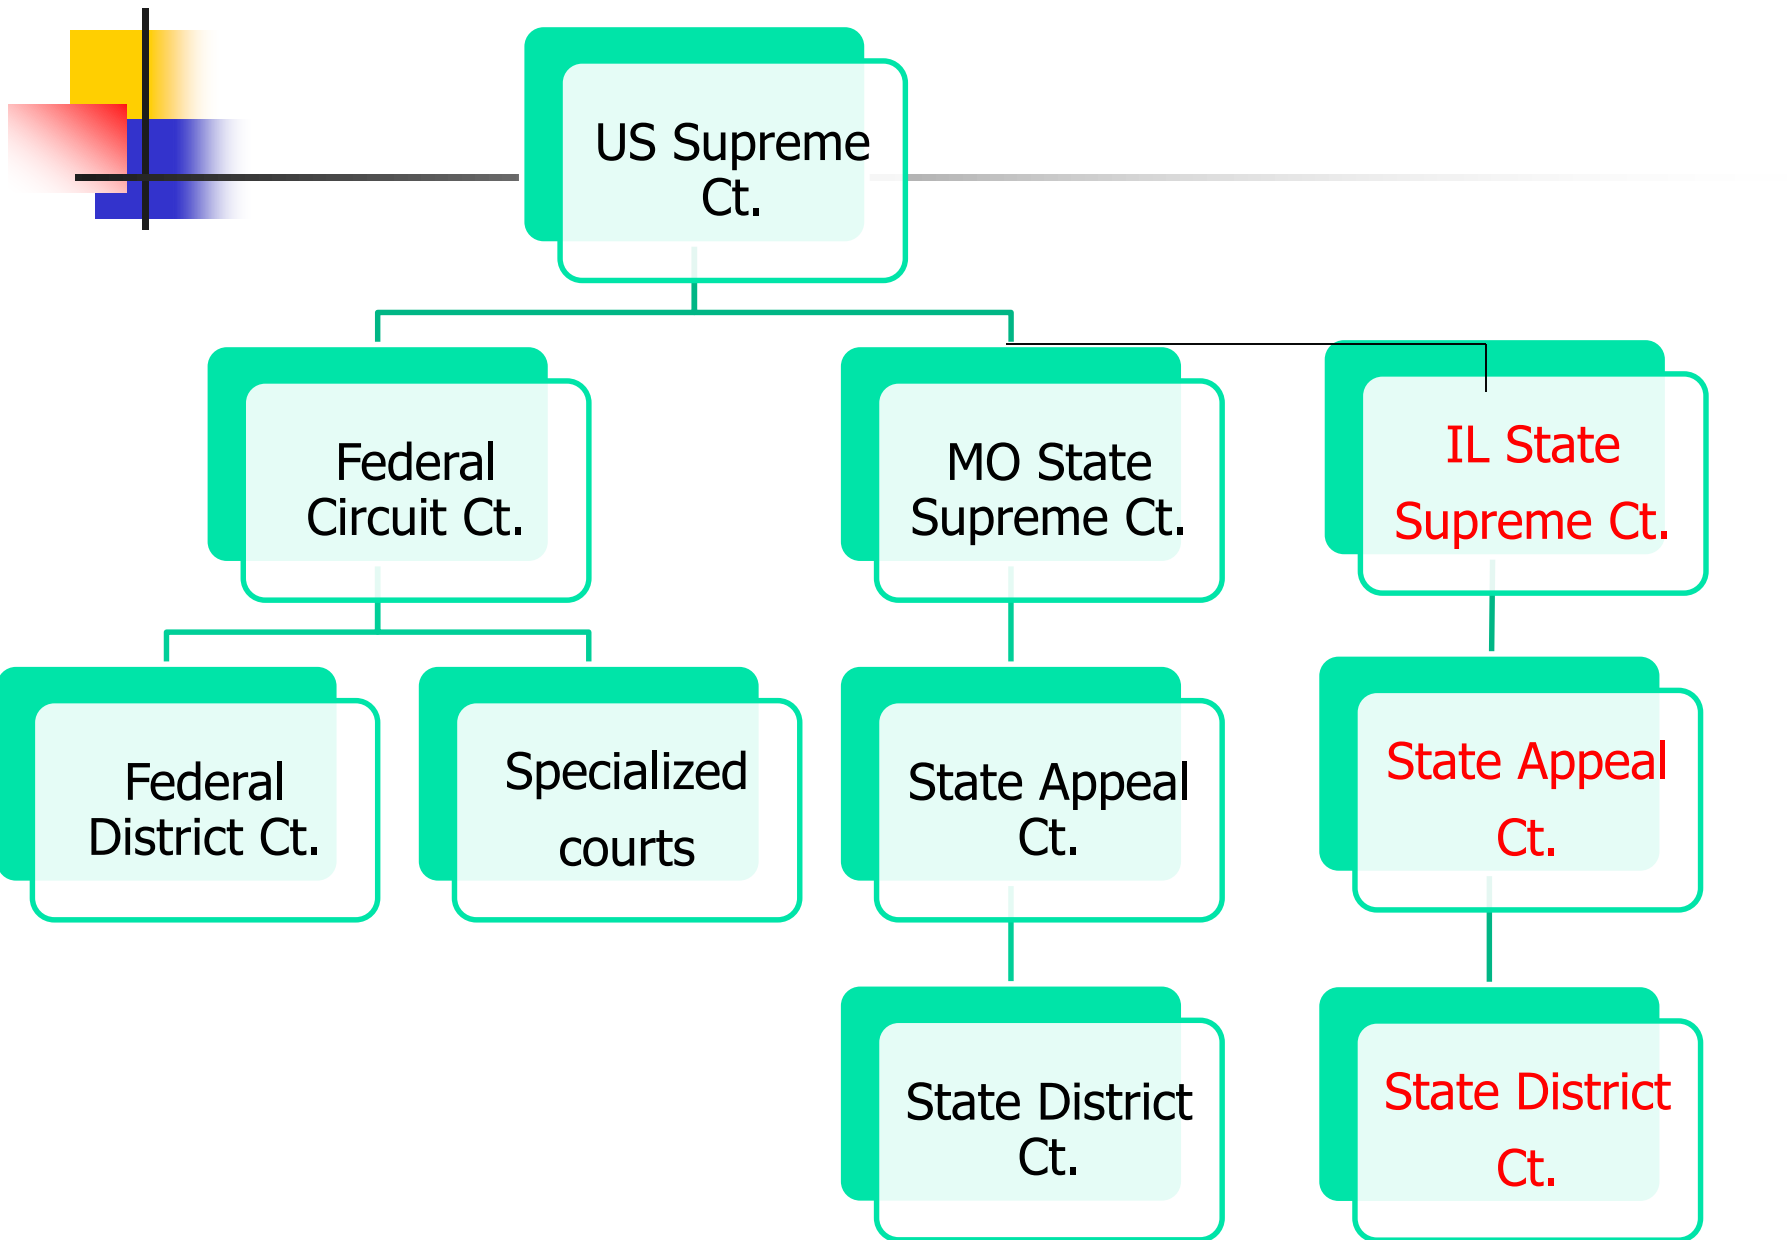 US Supreme
Ct.
Federal
Circuit Ct.
MO State
Supreme Ct.
IL State
Supreme Ct.
Federal
District Ct.
Specialized
courts
State Appeal
Ct.
State Appeal
Ct.
State District
Ct.
State District
Ct.